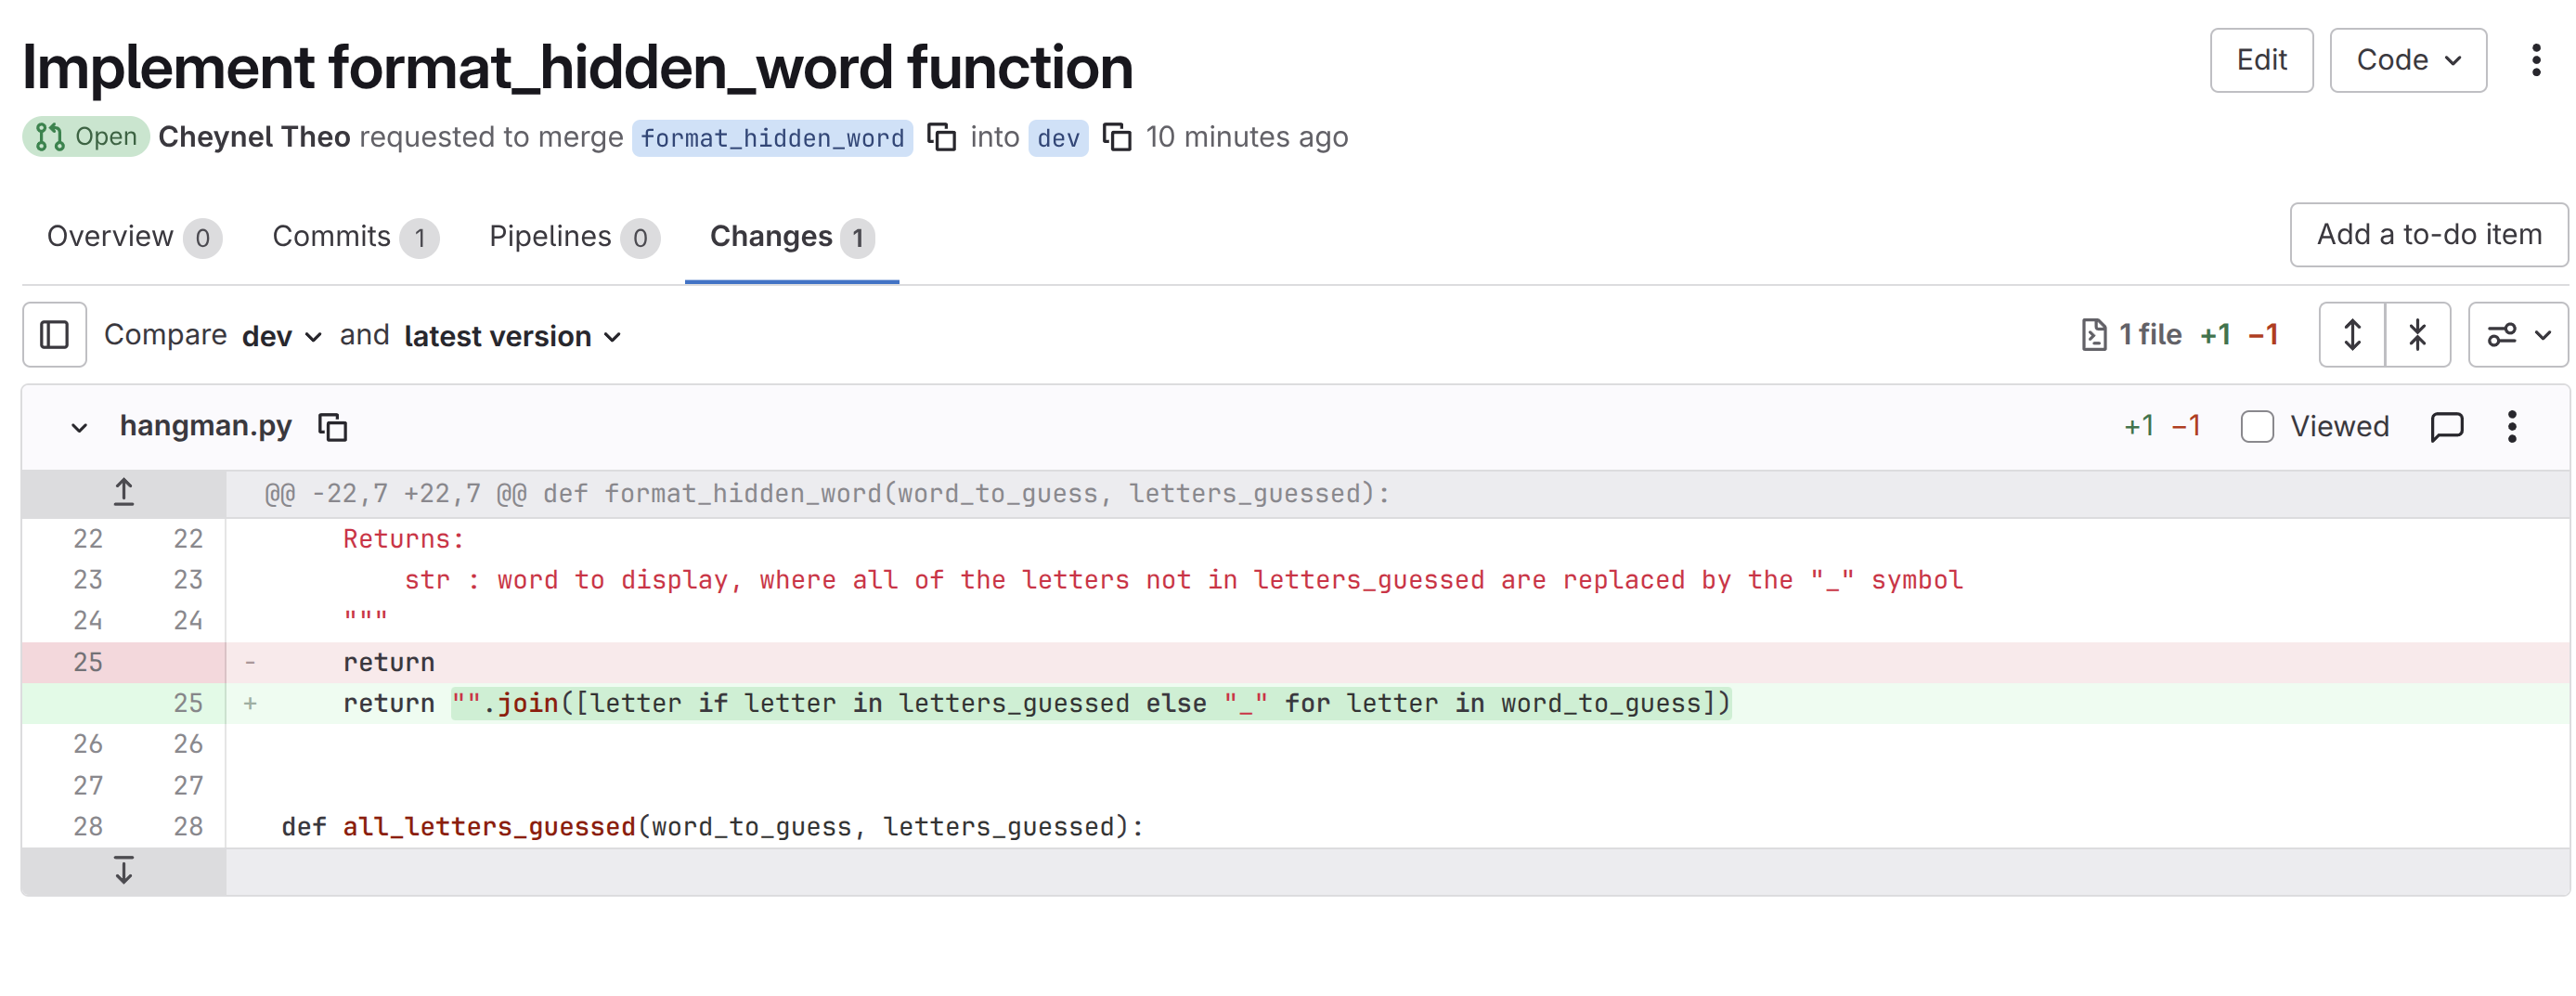 Implement format_hidden_word function
Edit
Code
Open Cheynel Theo requested to merge format_hidden_word into dev 10 minutes ago
Overview 0 Commits 1 Pipelines 0 Changes 1
Add a to-do item
Compare dev and latest version
1 file +1 −1
hangman.py
+1 −1 Viewed
@@ -22,7 +22,7 @@ def format_hidden_word(word_to_guess, letters_guessed):
22 22 Returns:
23 23 str : word to display, where all of the letters not in letters_guessed are replaced by the "_" symbol
24 24 """
25 - return
25 + return "".join([letter if letter in letters_guessed else "_" for letter in word_to_guess])
26 26
27 27
28 28 def all_letters_guessed(word_to_guess, letters_guessed):